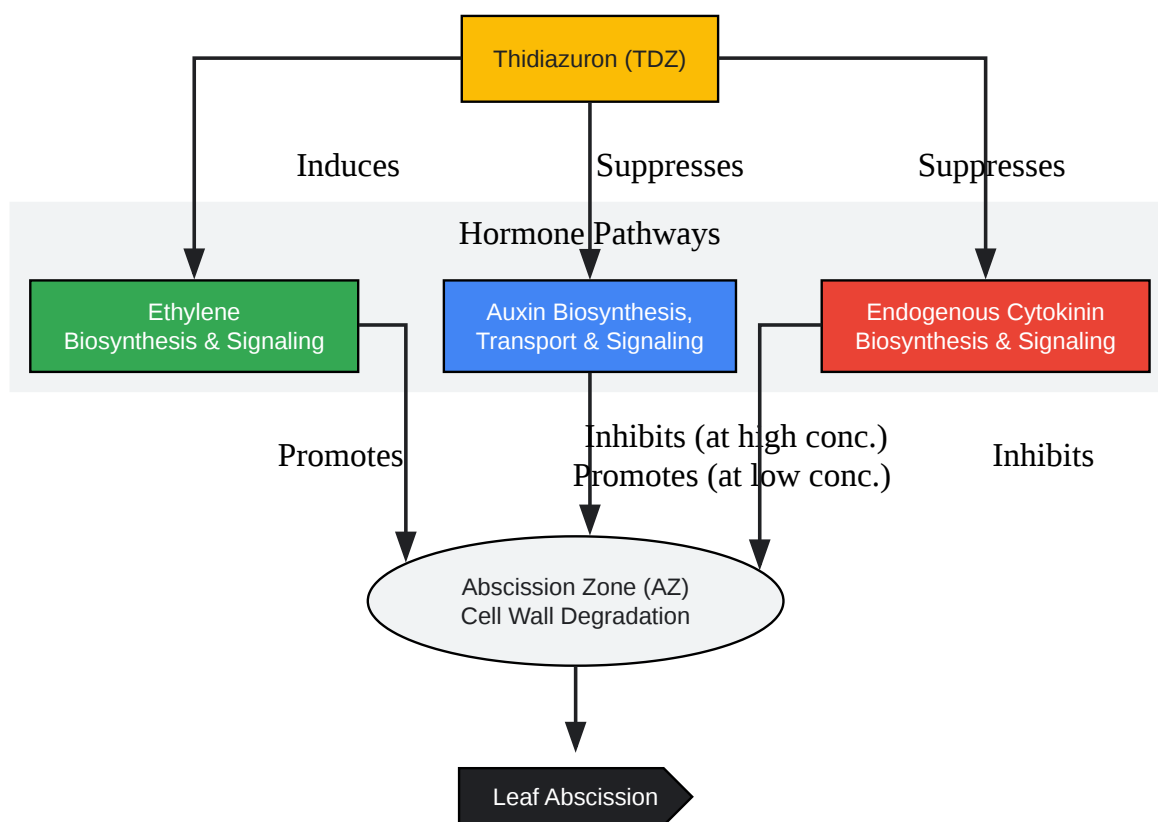 Thidiazuron (TDZ)
Induces
Suppresses
Suppresses
Hormone Pathways
Ethylene
Biosynthesis & Signaling
Auxin Biosynthesis,
Transport & Signaling
Endogenous Cytokinin
Biosynthesis & Signaling
Promotes
Inhibits (at high conc.)
Promotes (at low conc.)
Inhibits
Abscission Zone (AZ)
Cell Wall Degradation
Leaf Abscission